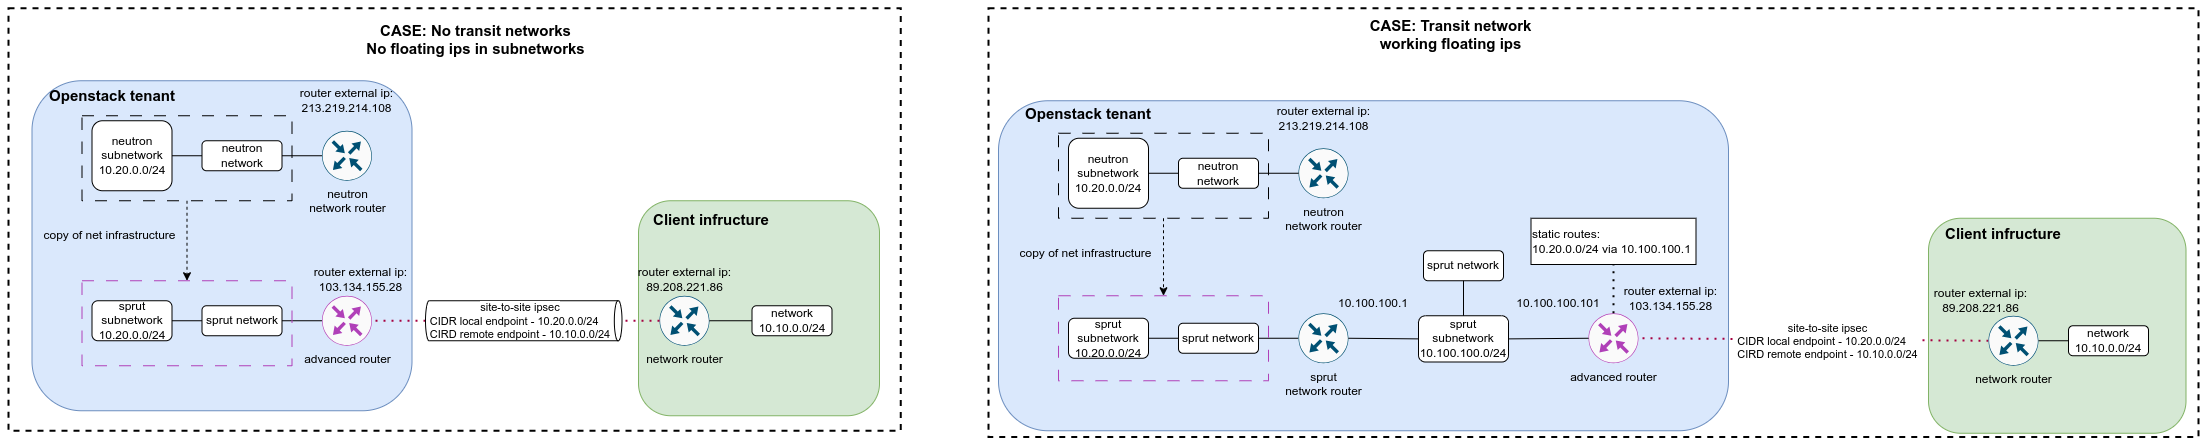 CASE: No transit networks
No floating ips in subnetworks
Openstack tenant
router external ip:
213.219.214.108
neutron
subnetwork
10.20.0.0/24
neutron
network
neutron
network router
copy of net infrastructure
router external ip:
103.134.155.28
sprut
subnetwork
10.20.0.0/24
sprut network
advanced router
site-to-site ipsec
CIDR local endpoint - 10.20.0.0/24
CIRD remote endpoint - 10.10.0.0/24
Client infructure
router external ip:
89.208.221.86
network router
network
10.10.0.0/24
CASE: Transit network
working floating ips
Openstack tenant
router external ip:
213.219.214.108
neutron
subnetwork
10.20.0.0/24
neutron
network
neutron
network router
copy of net infrastructure
sprut
subnetwork
10.20.0.0/24
sprut network
sprut
network router
10.100.100.1
sprut network
sprut
subnetwork
10.100.100.0/24
10.100.100.101
static routes:
10.20.0.0/24 via 10.100.100.1
router external ip:
103.134.155.28
advanced router
site-to-site ipsec
CIDR local endpoint - 10.20.0.0/24
CIRD remote endpoint - 10.10.0.0/24
Client infructure
router external ip:
89.208.221.86
network router
network
10.10.0.0/24